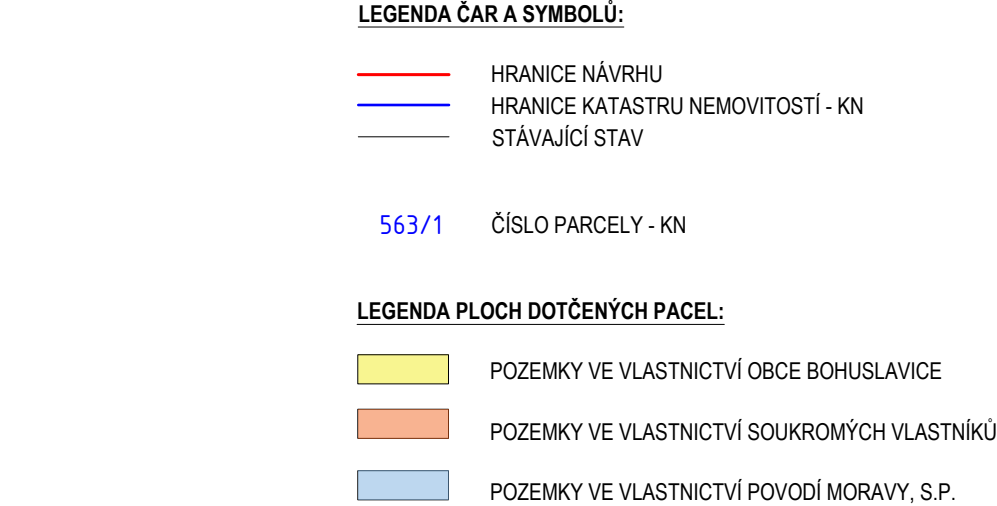 LEGENDA ČAR A SYMBOLŮ:
HRANICE NÁVRHU
HRANICE KATASTRU NEMOVITOSTÍ - KN
STÁVAJÍCÍ STAV
563/1 ČÍSLO PARCELY - KN
LEGENDA PLOCH DOTČENÝCH PACEL:
POZEMKY VE VLASTNICTVÍ OBCE BOHUSLAVICE
POZEMKY VE VLASTNICTVÍ SOUKROMÝCH VLASTNÍKŮ
POZEMKY VE VLASTNICTVÍ POVODÍ MORAVY, S.P.